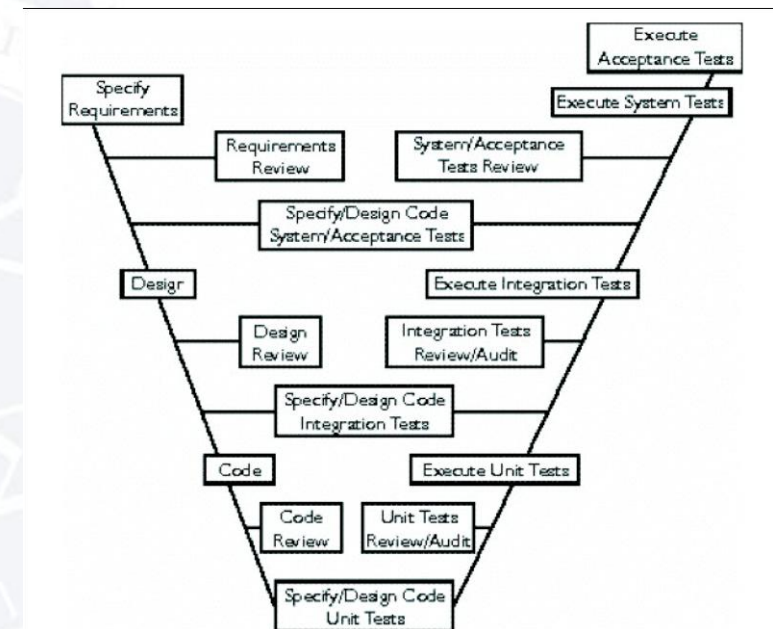 Execute
Acceptance Tests
Specify
Requirements
Execute System Tests
Requirements
Review
System/Acceptance
Tests Review
Specify/Design Code
System/Acceptance Tests
Design
Execute Integration Tests
Design
Review
Integration Tests
Review/Audit
Specify/Design Code
Integration Tests
Code
Execute Unit Tests
Code
Review
Unit Tests
Review/Audit
Specify/Design Code
Unit Tests